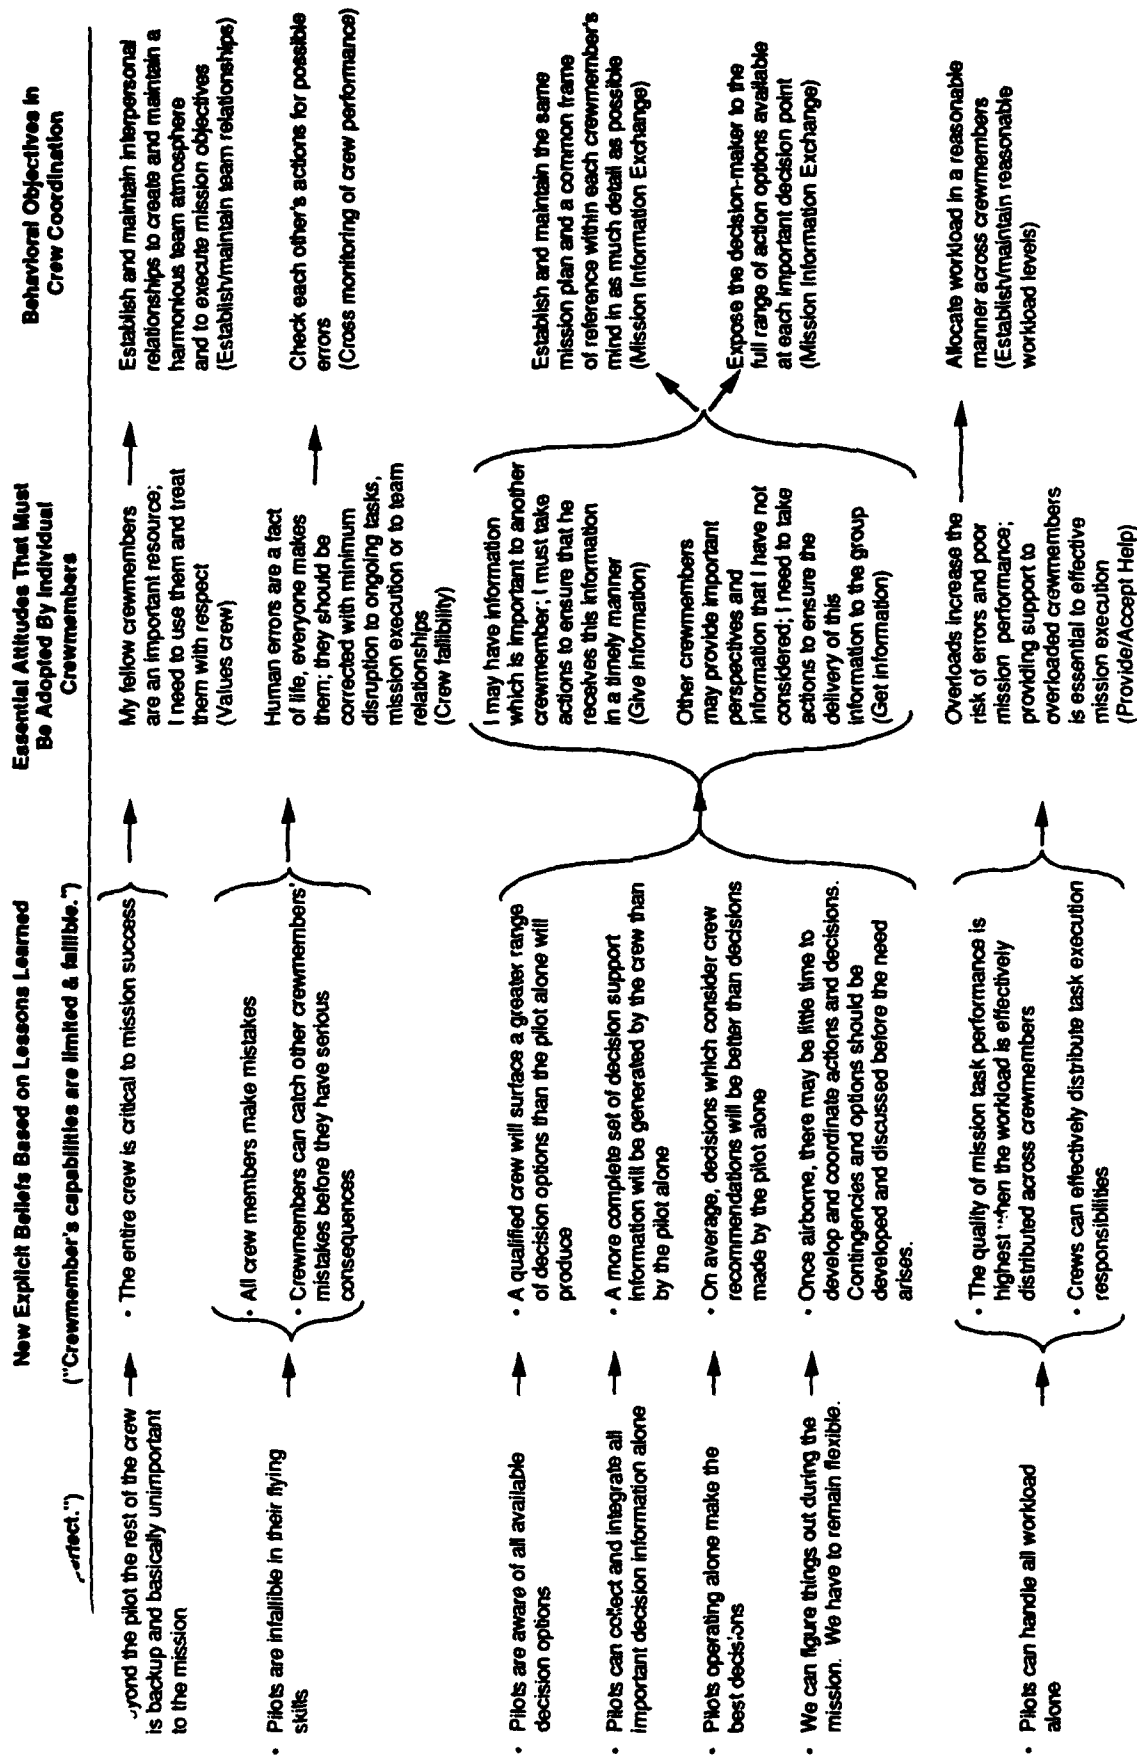 New Explicit Beliefs Based on Lessons Learned
("Crewmember's capabilities are limited & fallible.")
Essential Attitudes That Must
Be Adopted By Individual
Crewmembers
Behavioral Objectives in
Crew Coordination
the pilot the rest of the crew
is backup and basically unimportant
to the mission
• The entire crew is critical to mission success
My fellow crewmembers
are an important resource;
I need to use them and treat
them with respect
(Values crew)
Establish and maintain interpersonal
relationships to create and maintain a
harmonious team atmosphere
and to execute mission objectives
(Establish/maintain team relationships)
• Pilots are infallible in their flying
skills
• All crew members make mistakes
• Crewmembers can catch other crewmembers'
mistakes before they have serious
consequences
Human errors are a fact
of life, everyone makes
them; they should be
corrected with minimum
disruption to ongoing tasks,
mission execution or to team
relationships
(Crew fallibility)
Check each other's actions for possible
errors
(Cross monitoring of crew performance)
• Pilots are aware of all available
decision options
• Pilots can collect and integrate all
important decision information alone
• Pilots operating alone make the
best decisions
• We can figure things out during the
mission. We have to remain flexible.
• A qualified crew will surface a greater range
of decision options than the pilot alone will
produce
• A more complete set of decision support
information will be generated by the crew than
by the pilot alone
• On average, decisions which consider crew
recommendations will be better than decisions
made by the pilot alone
• Once airborne, there may be little time to
develop and coordinate actions and decisions.
Contingencies and options should be
developed and discussed before the need
arises.
I may have information
which is important to another
crewmember; I must take
actions to ensure that he
receives this information
in a timely manner
(Give information)
Other crewmembers
may provide important
perspectives and
information that I have not
considered; I need to take
actions to ensure the
delivery of this
information to the group
(Get information)
Establish and maintain the same
mission plan and a common frame
of reference within each crewmember's
mind in as much detail as possible
(Mission Information Exchange)
Expose the decision-maker to the
full range of action options available
at each important decision point
(Mission Information Exchange)
• Pilots can handle all workload
alone
• The quality of mission task performance is
highest when the workload is effectively
distributed across crewmembers
• Crews can effectively distribute task execution
responsibilities
Overloads increase the
risk of errors and poor
mission performance;
providing support to
overloaded crewmembers
is essential to effective
mission execution
(Provide/Accept Help)
Allocate workload in a reasonable
manner across crewmembers
(Establish/maintain reasonable
workload levels)